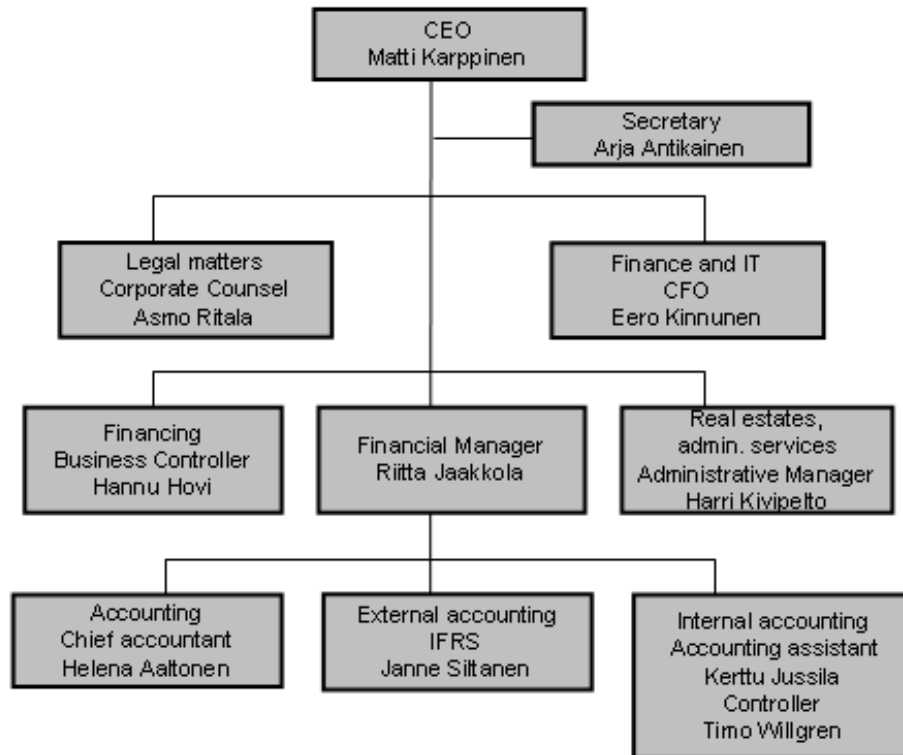 CEO
Matti Karppinen
Secretary
Arja Antikainen
Legal matters
Corporate Counsel
Asmo Ritala
Finance and IT
CFO
Eero Kinnunen
Financing
Business Controller
Hannu Hovi
Financial Manager
Riitta Jaakkola
Real estates,
admin. services
Administrative Manager
Harri Kivipelto
Accounting
Chief accountant
Helena Aaltonen
External accounting
IFRS
Janne Siltanen
Internal accounting
Accounting assistant
Kerttu Jussila
Controller
Timo Willgren